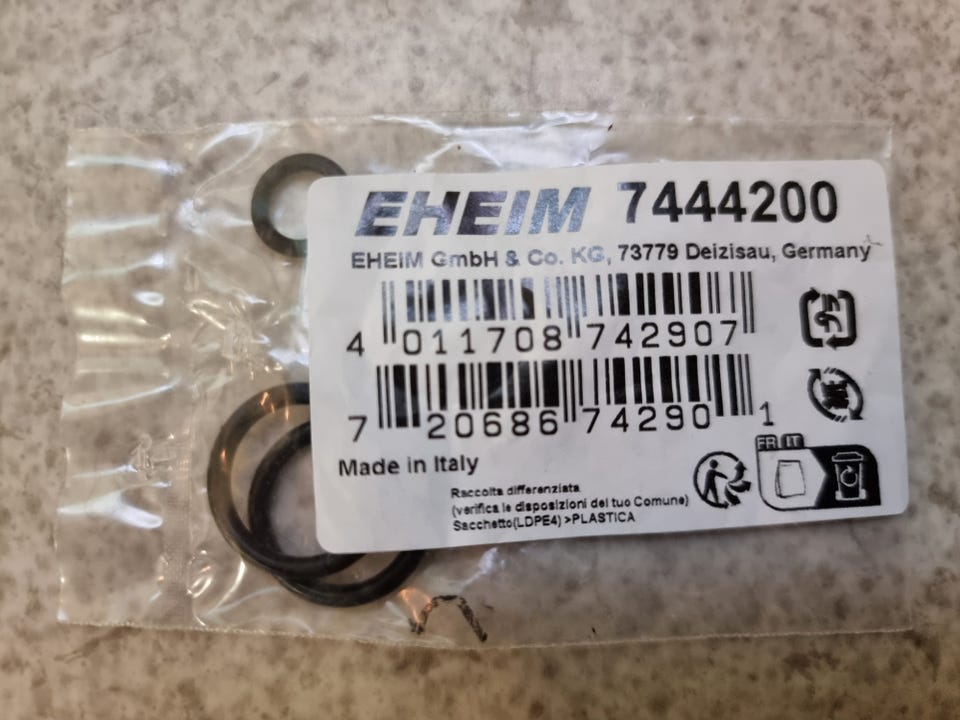 EHEIM 7444200
EHEIM GmbH & Co. KG, 73779 Deizisau, Germany
4 011708 742907
7 20686 74290 1
FR IT
Made in Italy
Raccolta differenziata
(verifica le disposizioni del tuo Comune)
Sacchetto(LDPE4) >PLASTICA